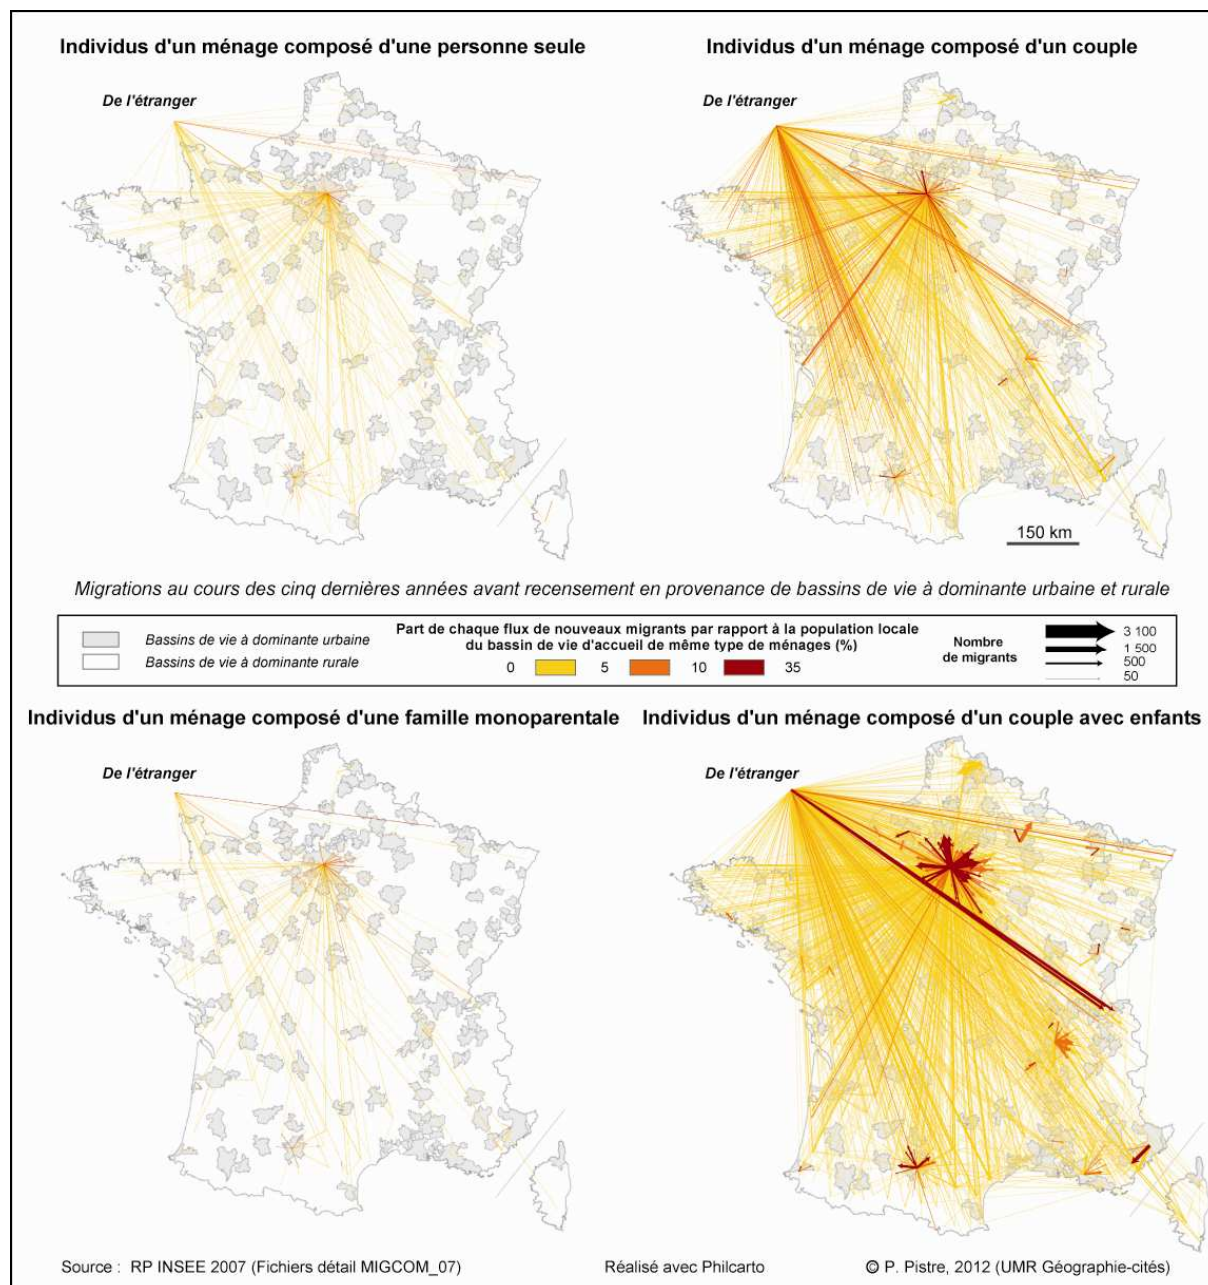 Individus d'un ménage composé d'une personne seule
Individus d'un ménage composé d'un couple
De l'étranger
De l'étranger
150 km
Migrations au cours des cinq dernières années avant recensement en provenance de bassins de vie à dominante urbaine et rurale
Bassins de vie à dominante urbaine
Bassins de vie à dominante rurale
Part de chaque flux de nouveaux migrants par rapport à la population locale
du bassin de vie d'accueil de même type de ménages (%)
0 5 10 35
Nombre
de migrants
3 100
1 500
500
50
Individus d'un ménage composé d'une famille monoparentale
Individus d'un ménage composé d'un couple avec enfants
De l'étranger
De l'étranger
Source : RP INSEE 2007 (Fichiers détail MIGCOM_07)
Réalisé avec Philcarto
© P. Pistre, 2012 (UMR Géographie-cités)